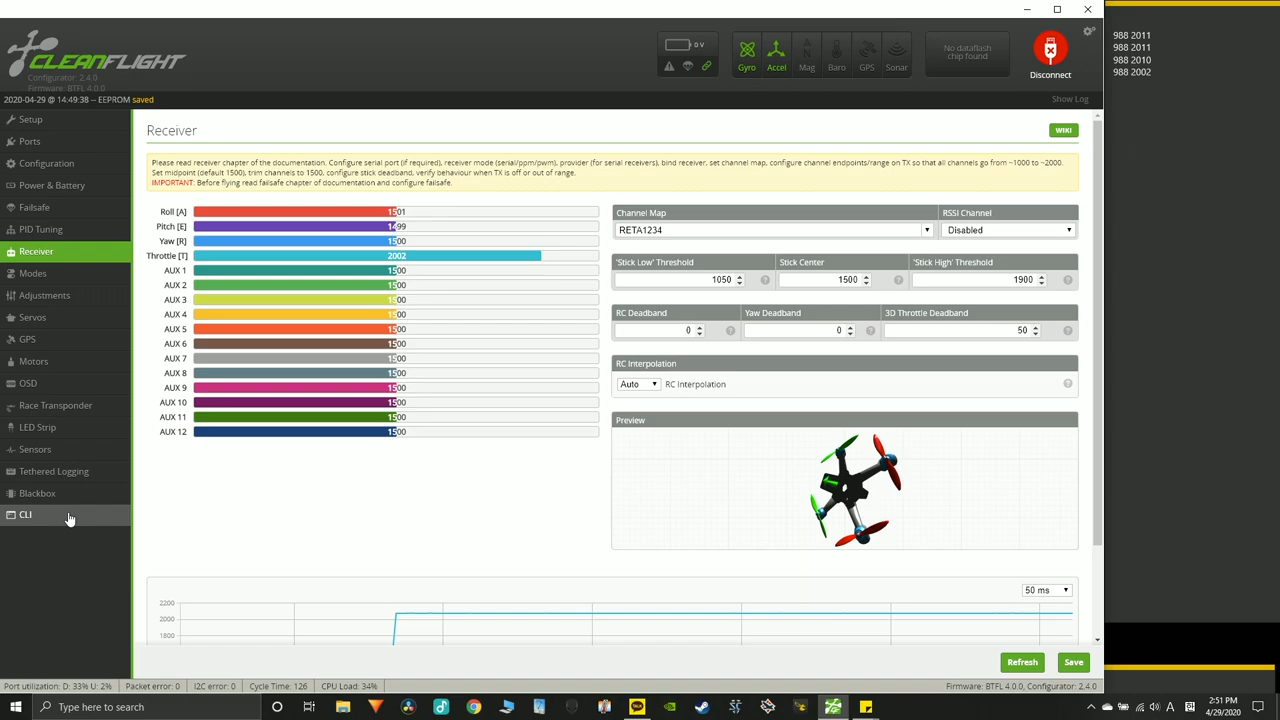 CLEANFLIGHT
Configurator: 2.4.0
Firmware: BTFL 4.0.0
0 V
Gyro
Accel
Mag
Baro
GPS
Sonar
No dataflash
chip found
Disconnect
2020-04-29 @ 14:49:38 -- EEPROM saved
Show Log
988 2011
988 2011
988 2010
988 2002
Setup
Ports
Configuration
Power & Battery
Failsafe
PID Tuning
Receiver
Modes
Adjustments
Servos
GPS
Motors
OSD
Race Transponder
LED Strip
Sensors
Tethered Logging
Blackbox
CLI
Receiver
WIKI
Please read receiver chapter of the documentation. Configure serial port (if required), receiver mode (serial/ppm/pwm), provider (for serial receivers), bind receiver, set channel map, configure channel endpoints/range on TX so that all channels go from ~1000 to ~2000.
Set midpoint (default 1500), trim channels to 1500, configure stick deadband, verify behaviour when TX is off or out of range.
IMPORTANT: Before flying read failsafe chapter of documentation and configure failsafe.
Roll [A] 1501
Pitch [E] 1499
Yaw [R] 1500
Throttle [T] 2002
AUX 1 1500
AUX 2 1500
AUX 3 1500
AUX 4 1500
AUX 5 1500
AUX 6 1500
AUX 7 1500
AUX 8 1500
AUX 9 1500
AUX 10 1500
AUX 11 1500
AUX 12 1500
Channel Map
RSSI Channel
RETA1234
Disabled
'Stick Low' Threshold
Stick Center
'Stick High' Threshold
1050
1500
1900
RC Deadband
Yaw Deadband
3D Throttle Deadband
0
0
50
RC Interpolation
Auto
RC Interpolation
Preview
50 ms
2200
2000
1800
Refresh
Save
Port utilization: D: 33% U: 2%
Packet error: 0
I2C error: 0
Cycle Time: 126
CPU Load: 34%
Firmware: BTFL 4.0.0, Configurator: 2.4.0
Type here to search
A
2:51 PM
4/29/2020